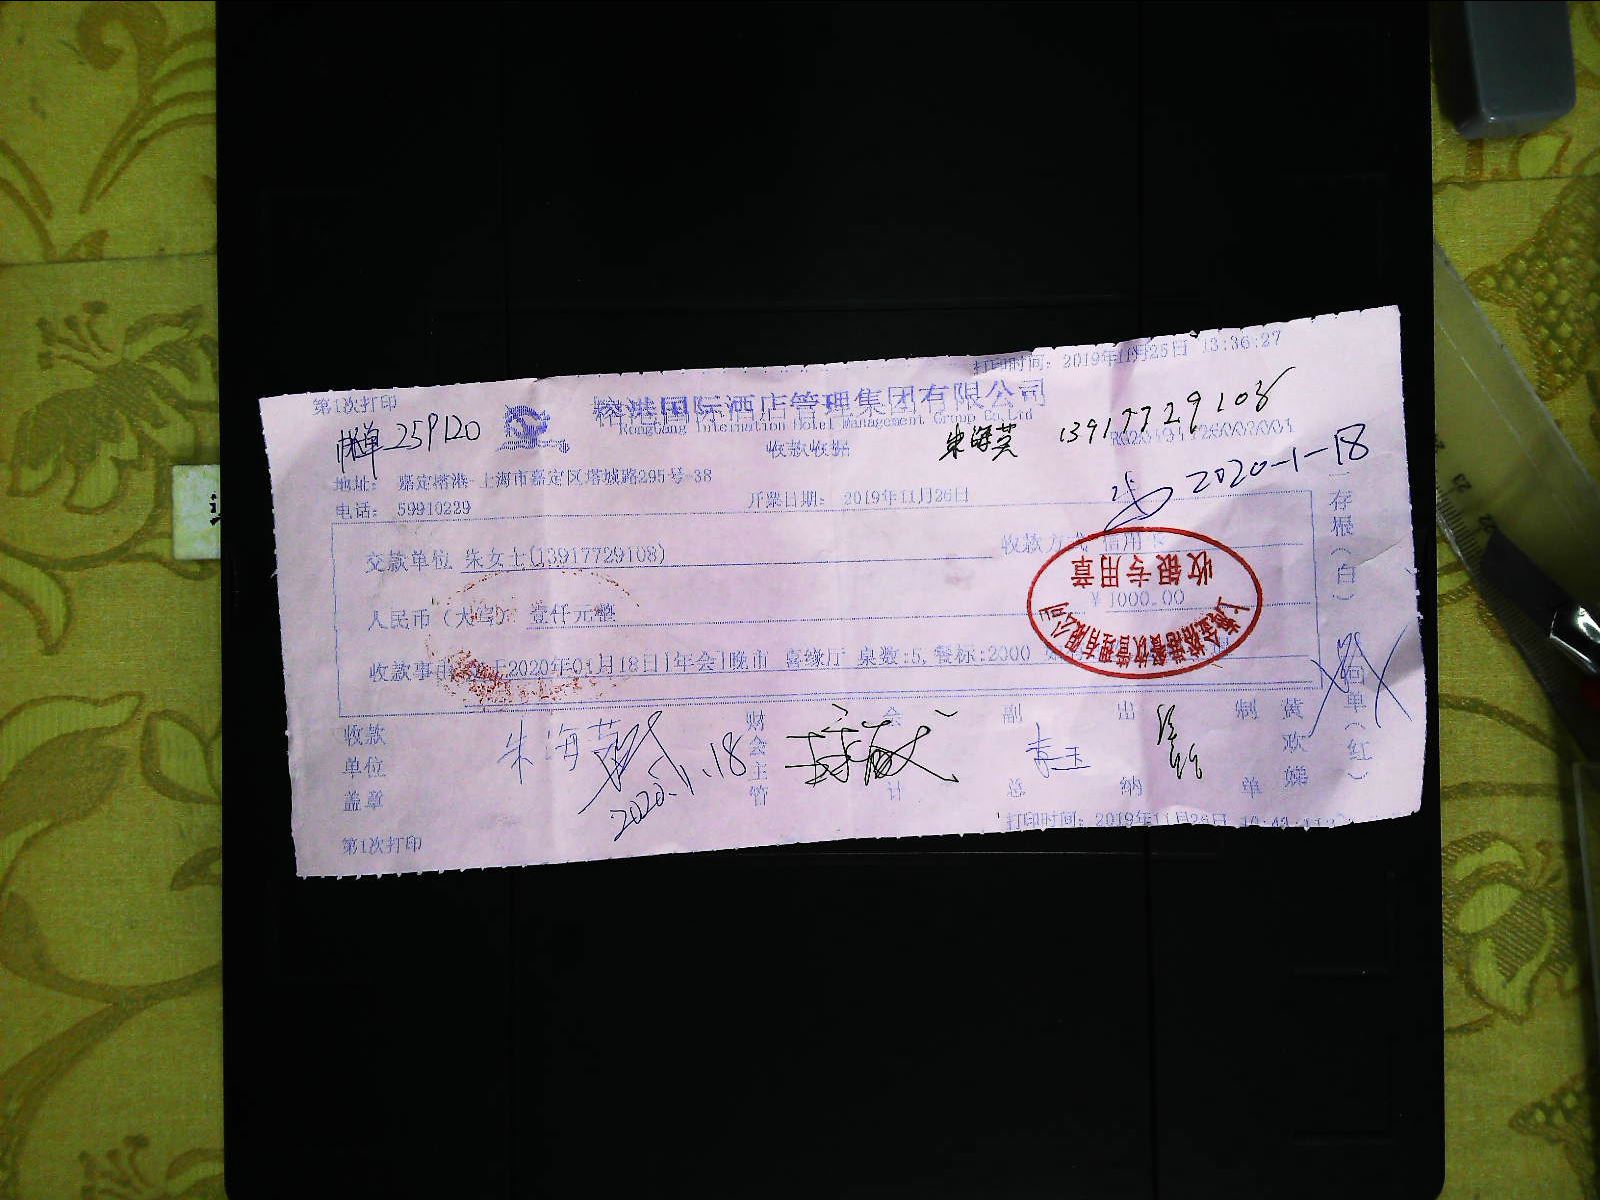 打印时间：2019年11月25日 13:36:27
第1次打印
榕港国际酒店管理集团有限公司
RongGang Internation Hotel Management Group Co.Ltd
259120
收款收据
朱海英 13917729108
2020-1-18
地址： 嘉定塔港-上海市嘉定区塔城路295号-38
电话： 59910229
开票日期： 2019年11月26日
交款单位 朱女士(13917729108)
收款方式 信用卡
收银专用章
人民币（大写） 壹仟元整
￥1000.00
收款事由 2020年01月18日[年会]晚市 喜缘厅 桌数:5,餐标:2000
存根（白） 回单（红）
收款单位盖章
朱海英
2020.1.18
财会主管
会计
副总
出纳
制单
黄欢娣
第1次打印
打印时间：2019年11月26日